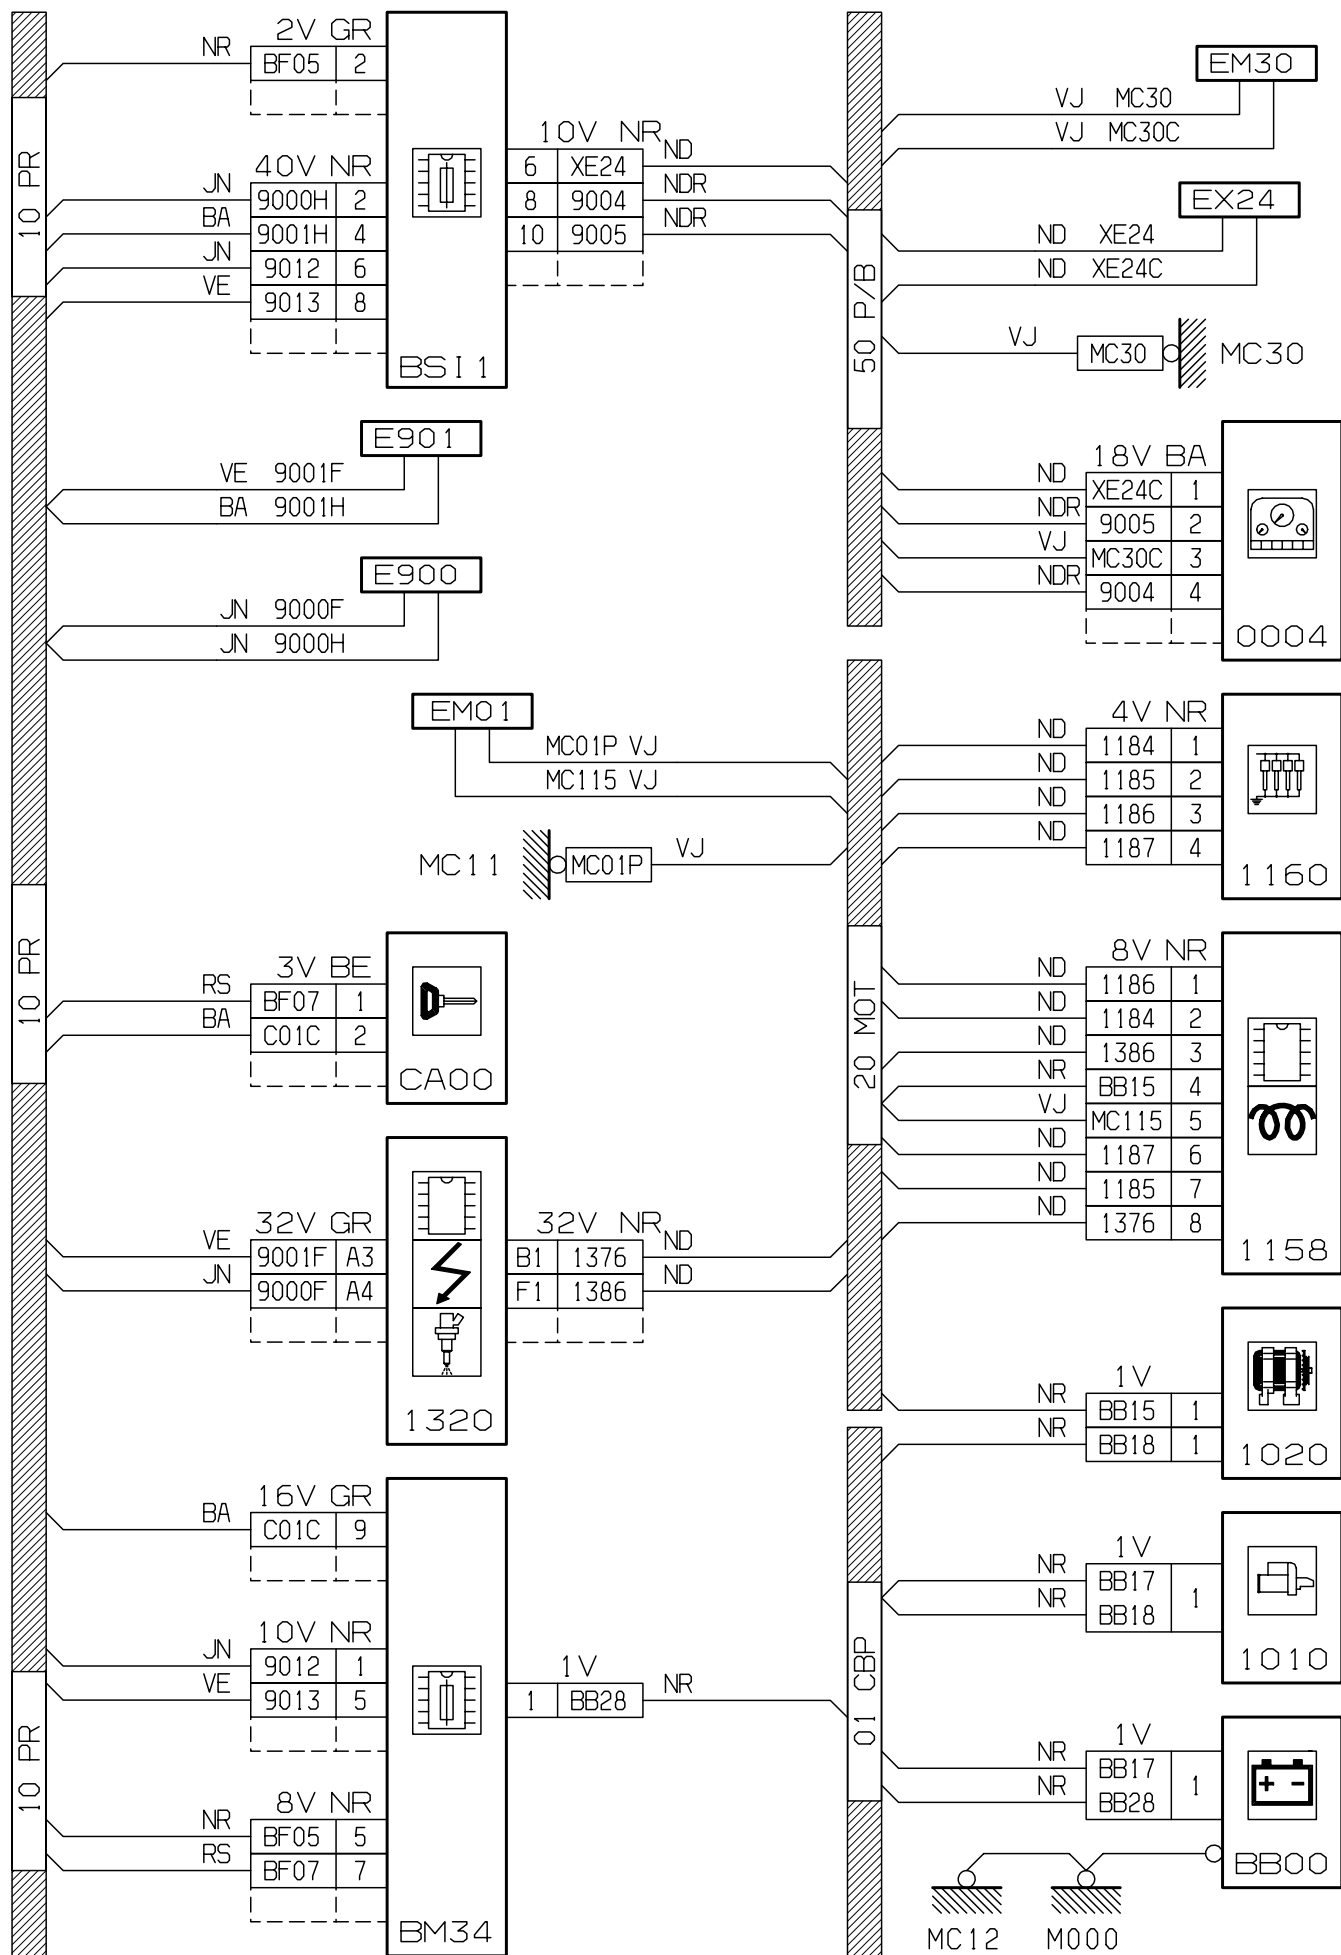 2V GR
NR BF05 2
40V NR
JN 9000H 2
BA 9001H 4
JN 9012 6
VE 9013 8
10 PR
BSI1
10V NR
6 XE24 ND
8 9004 NDR
10 9005 NDR
E901
VE 9001F
BA 9001H
E900
JN 9000F
JN 9000H
EM01
MC01P VJ
MC115 VJ
MC11 MC01P VJ
10 PR
3V BE
RS BF07 1
BA C01C 2
CA00
32V GR
VE 9001F A3
JN 9000F A4
32V NR
B1 1376 ND
F1 1386 ND
1320
16V GR
BA C01C 9
10V NR
JN 9012 1
VE 9013 5
10 PR
8V NR
NR BF05 5
RS BF07 7
1V
1 BB28 NR
BM34
EM30
VJ MC30
VJ MC30C
EX24
ND XE24
ND XE24C
50 P/B
VJ MC30 MC30
18V BA
ND XE24C 1
NDR 9005 2
VJ MC30C 3
NDR 9004 4
0004
4V NR
ND 1184 1
ND 1185 2
ND 1186 3
ND 1187 4
1160
20 MOT
8V NR
ND 1186 1
ND 1184 2
ND 1386 3
NR BB15 4
VJ MC115 5
ND 1187 6
ND 1185 7
ND 1376 8
1158
1V
NR BB15 1
NR BB18 1
1020
1V
NR BB17 1
NR BB18
1010
01 CBP
1V
NR BB17 1
NR BB28
+ -
BB00
MC12 M000